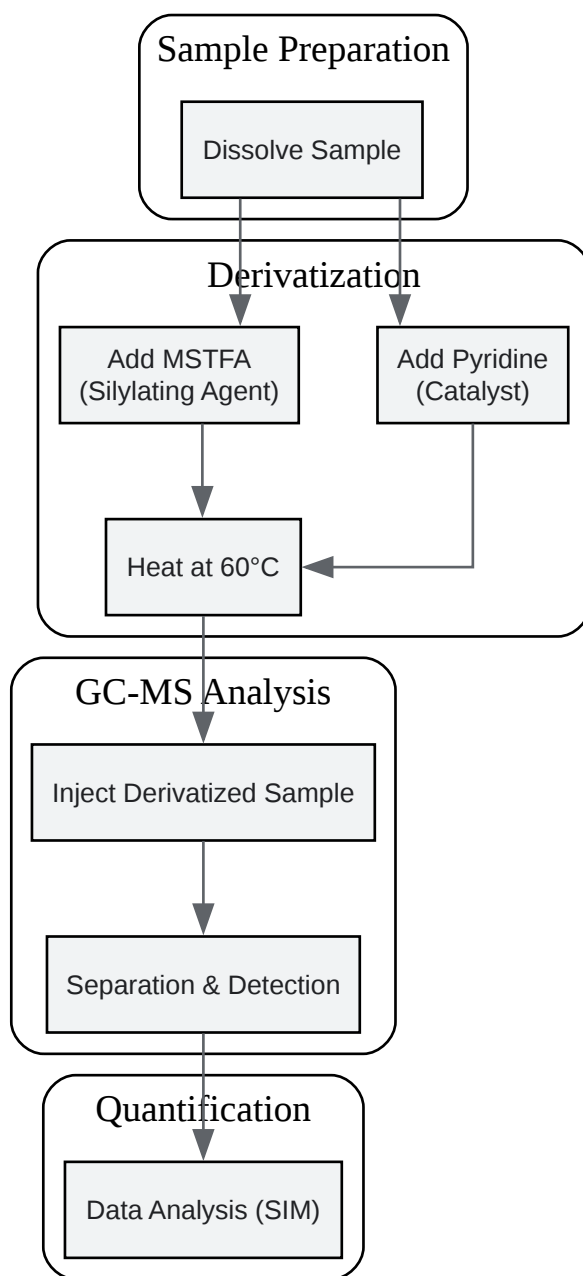 Sample Preparation
Dissolve Sample
Derivatization
Add MSTFA
(Silylating Agent)
Add Pyridine
(Catalyst)
Heat at 60°C
GC-MS Analysis
Inject Derivatized Sample
Separation & Detection
Quantification
Data Analysis (SIM)